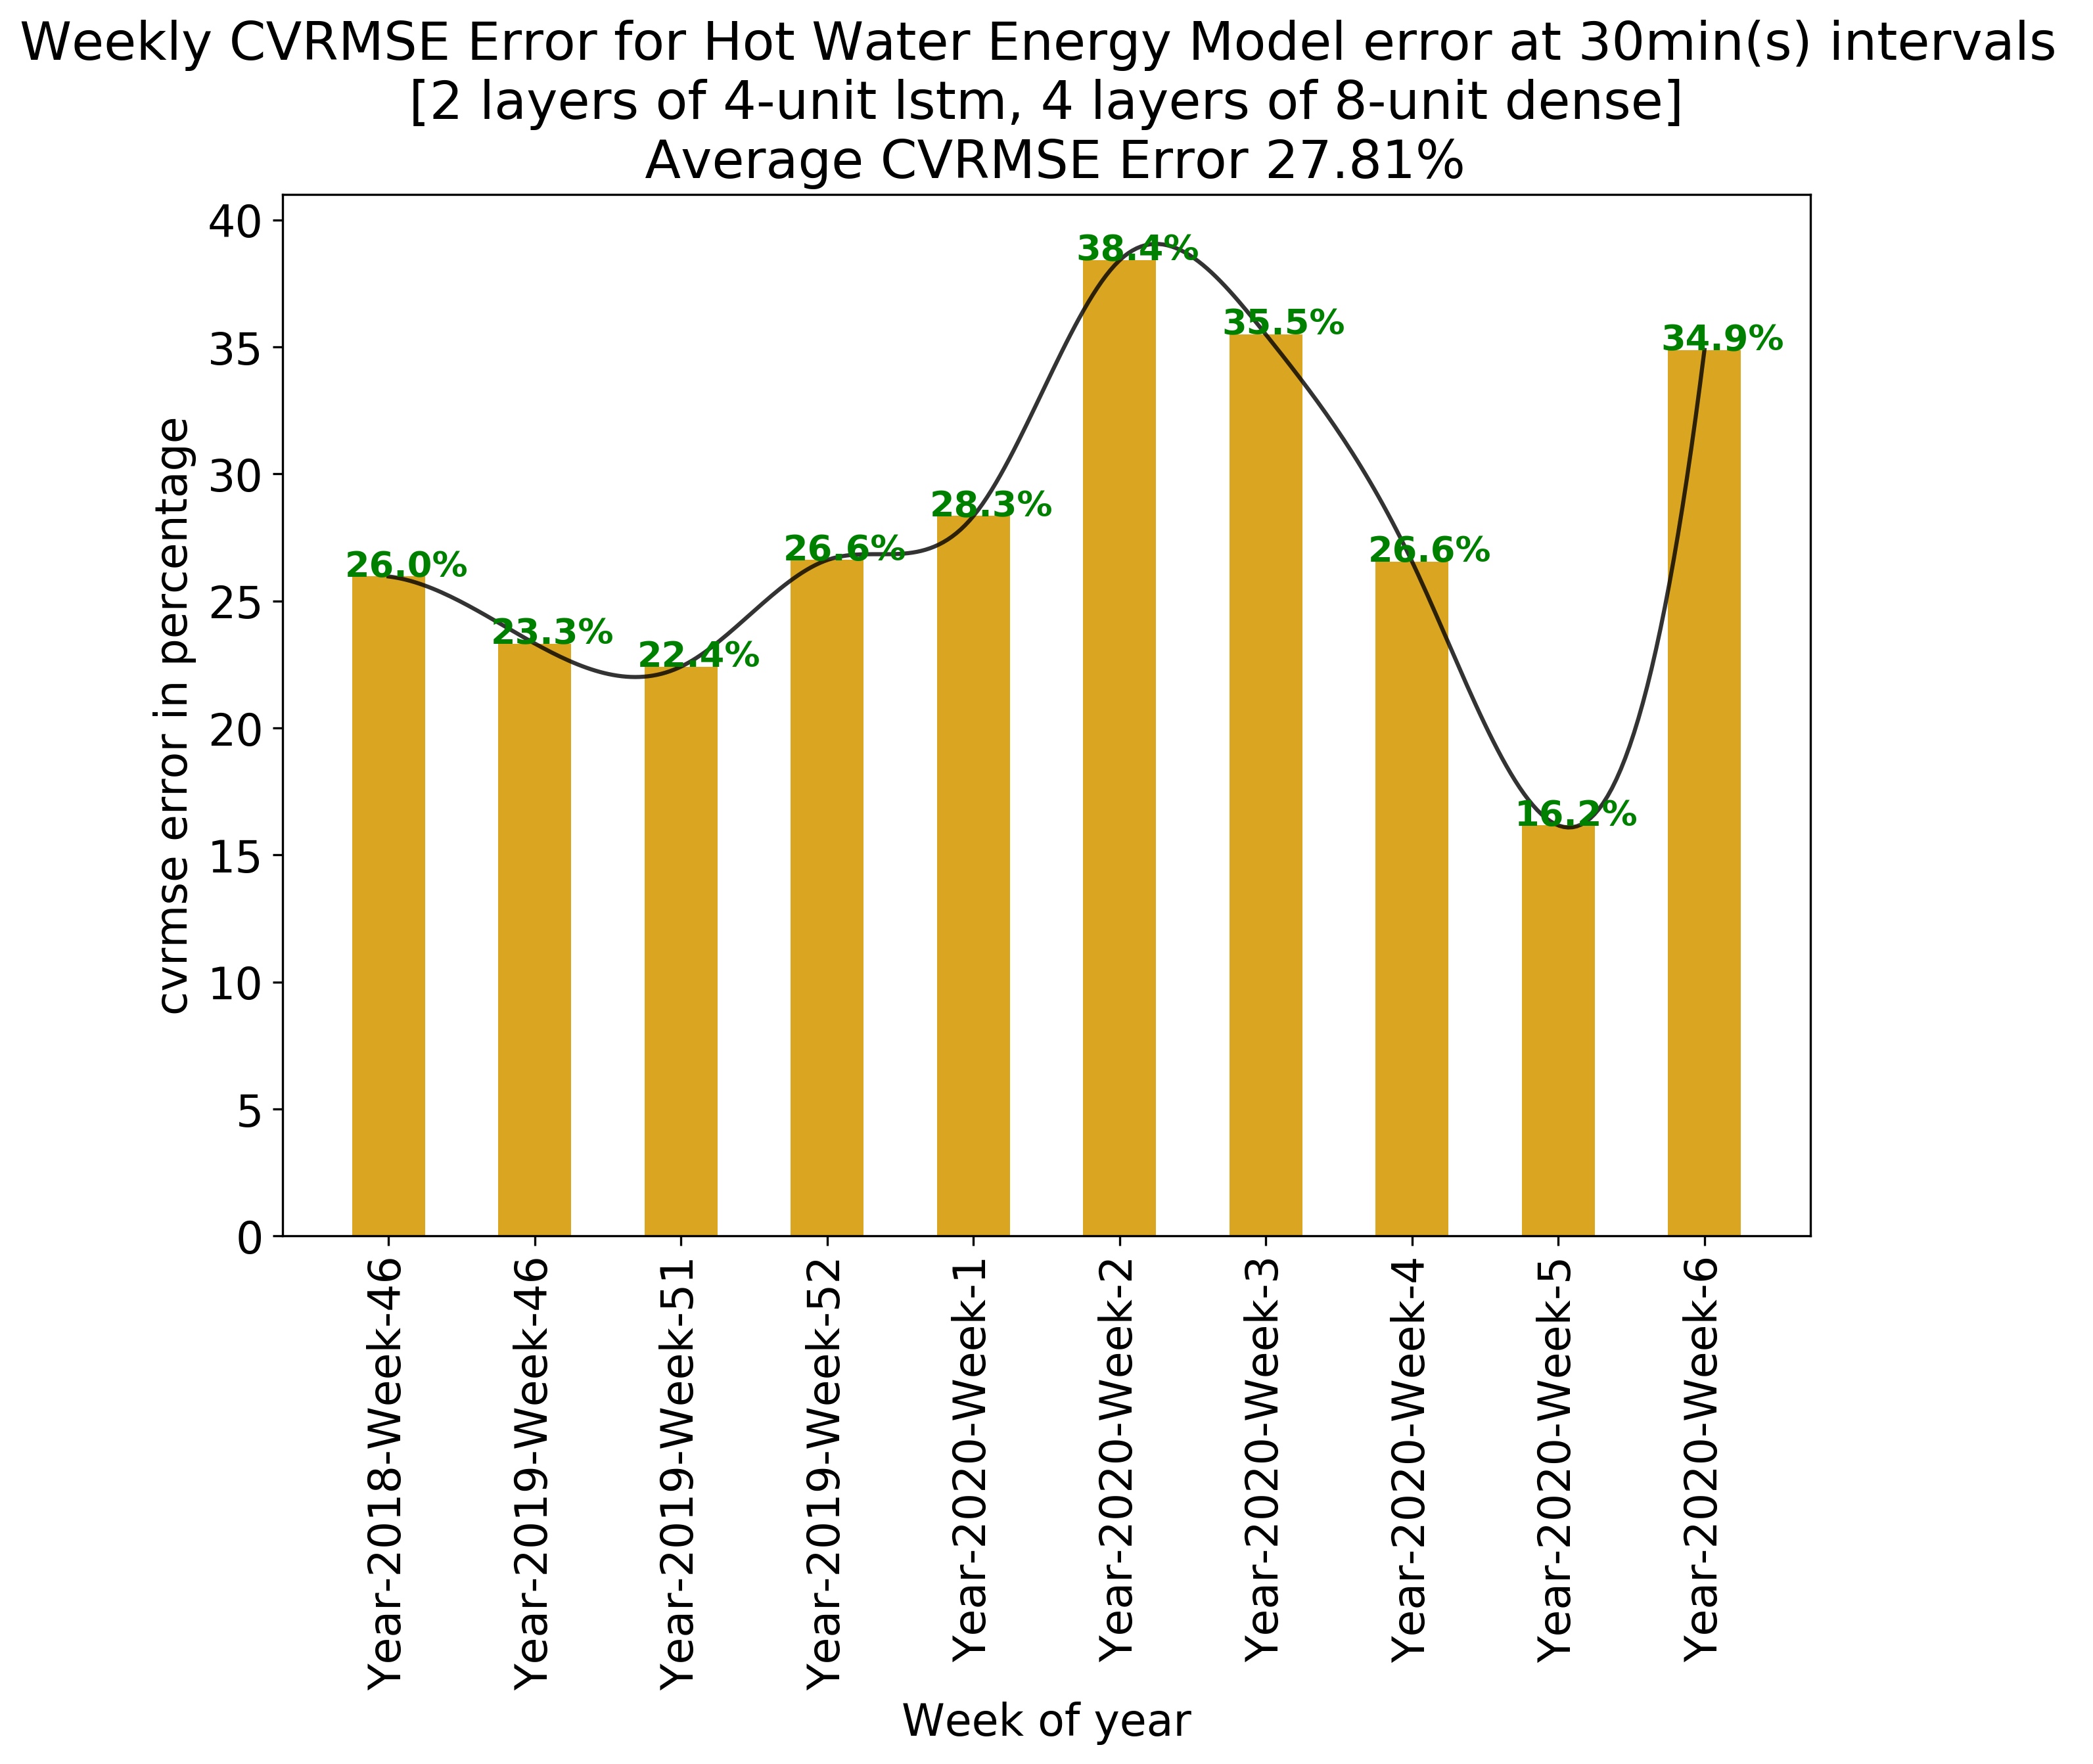 Weekly CVRMSE Error for Hot Water Energy Model error at 30min(s) intervals
[2 layers of 4-unit lstm, 4 layers of 8-unit dense]
Average CVRMSE Error 27.81%
cvrmse error in percentage
40
35
30
25
20
15
10
5
0
26.0%
23.3%
22.4%
26.6%
28.3%
38.4%
35.5%
26.6%
16.2%
34.9%
Year-2018-Week-46
Year-2019-Week-46
Year-2019-Week-51
Year-2019-Week-52
Year-2020-Week-1
Year-2020-Week-2
Year-2020-Week-3
Year-2020-Week-4
Year-2020-Week-5
Year-2020-Week-6
Week of year